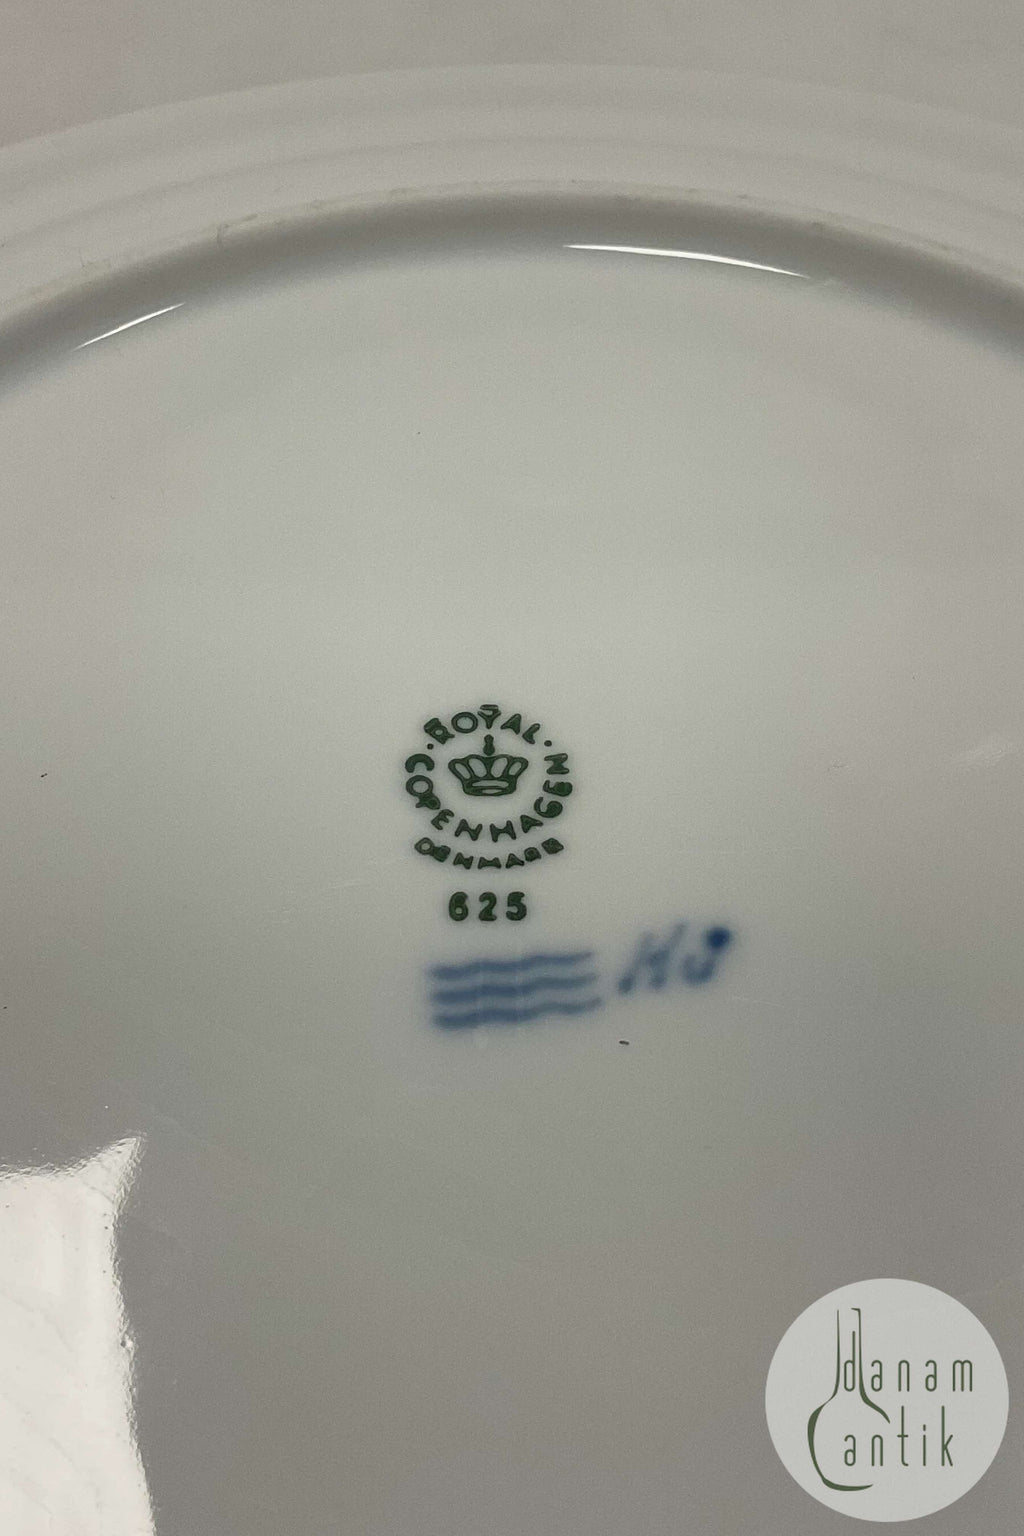 ROYAL
COPENHAGEN
DENMARK
625
danam
antik